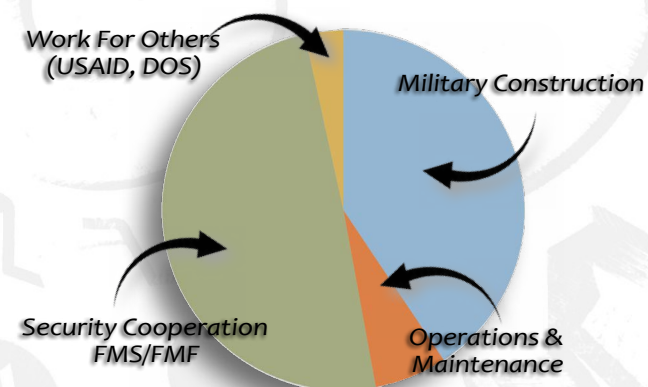 Work For Others
(USAID, DOS)
Military Construction
Security Cooperation
FMS/FMF
Operations &
Maintenance